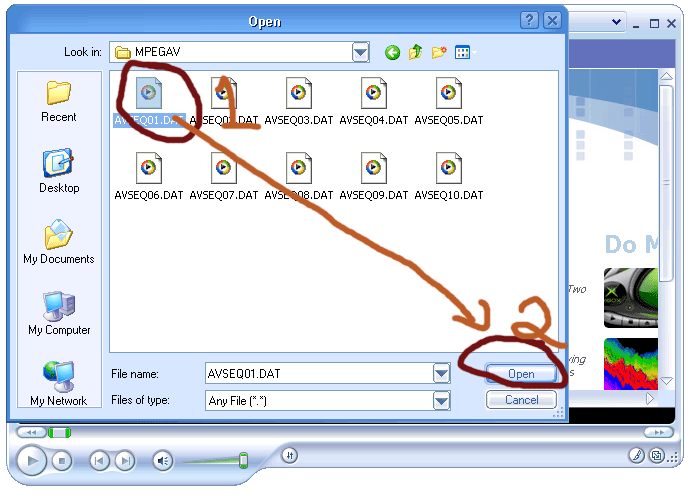 Open
Look in: MPEGAV
Recent
Desktop
My Documents
My Computer
My Network
1
AVSEQ01.DAT AVSEQ02.DAT AVSEQ03.DAT AVSEQ04.DAT AVSEQ05.DAT
AVSEQ06.DAT AVSEQ07.DAT AVSEQ08.DAT AVSEQ09.DAT AVSEQ10.DAT
2
File name: AVSEQ01.DAT Open
Files of type: Any File (*.*) Cancel
Do M
Two
ving